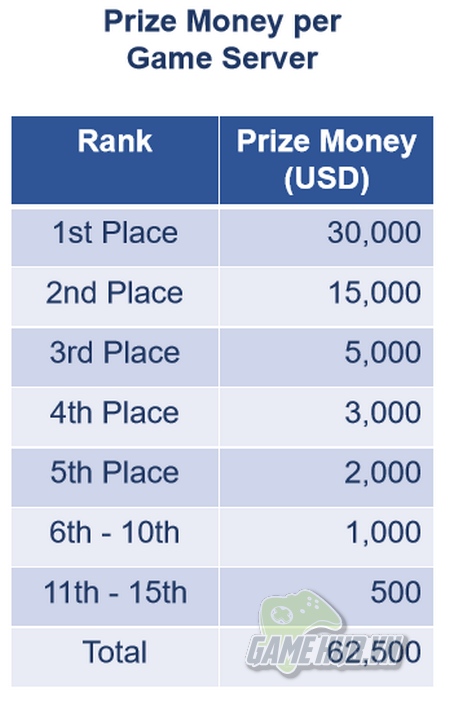 Prize Money per
Game Server
Rank Prize Money
(USD)
1st Place 30,000
2nd Place 15,000
3rd Place 5,000
4th Place 3,000
5th Place 2,000
6th - 10th 1,000
11th - 15th 500
Total 62,500
GAMEHUB.VN